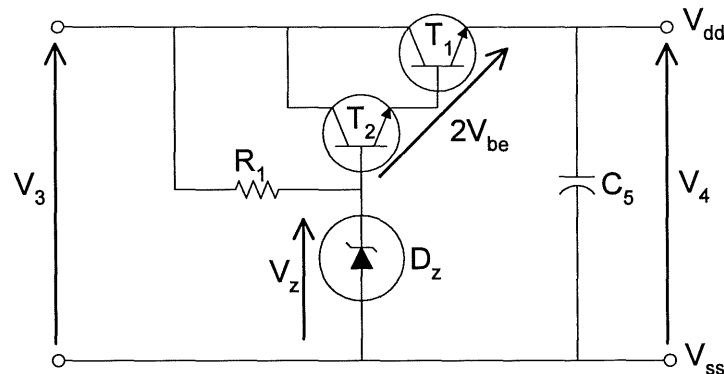 V_dd
T_1
T_2
2V_be
R_1
V_3
C_5
V_4
V_z
D_z
V_ss